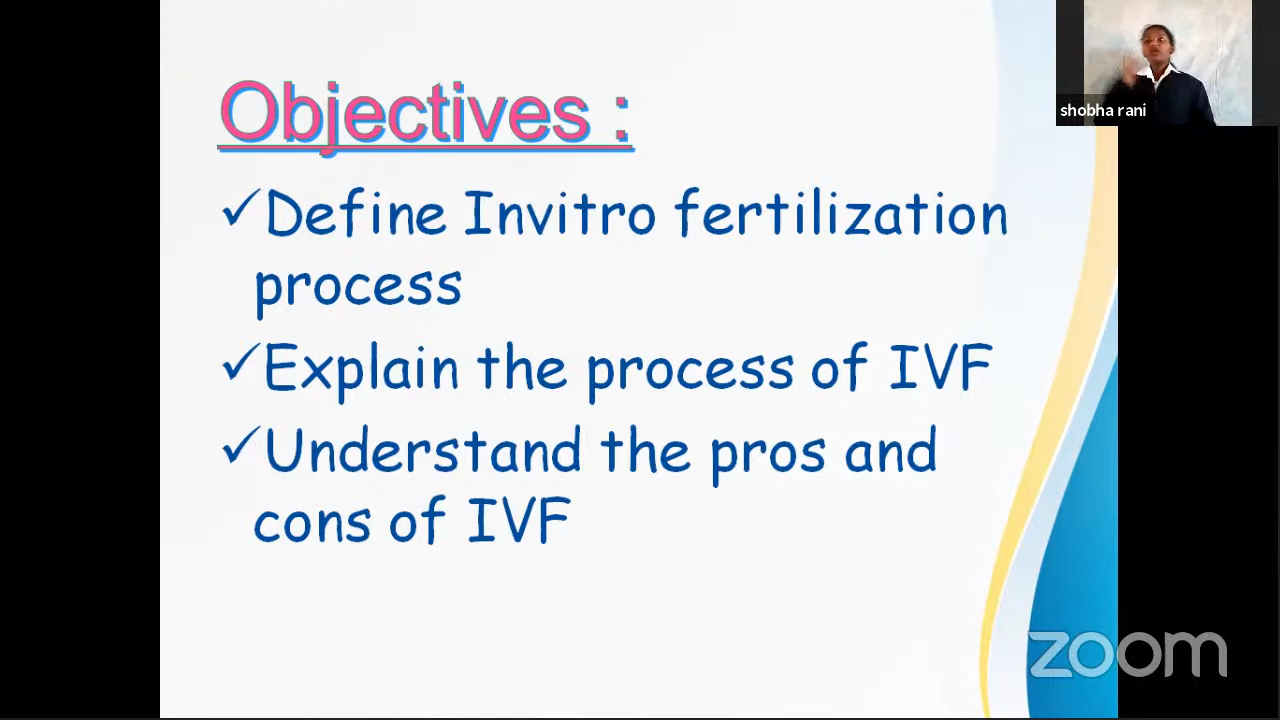 Objectives :
✓Define Invitro fertilization
process
✓Explain the process of IVF
✓Understand the pros and
cons of IVF
shobha rani
zoom